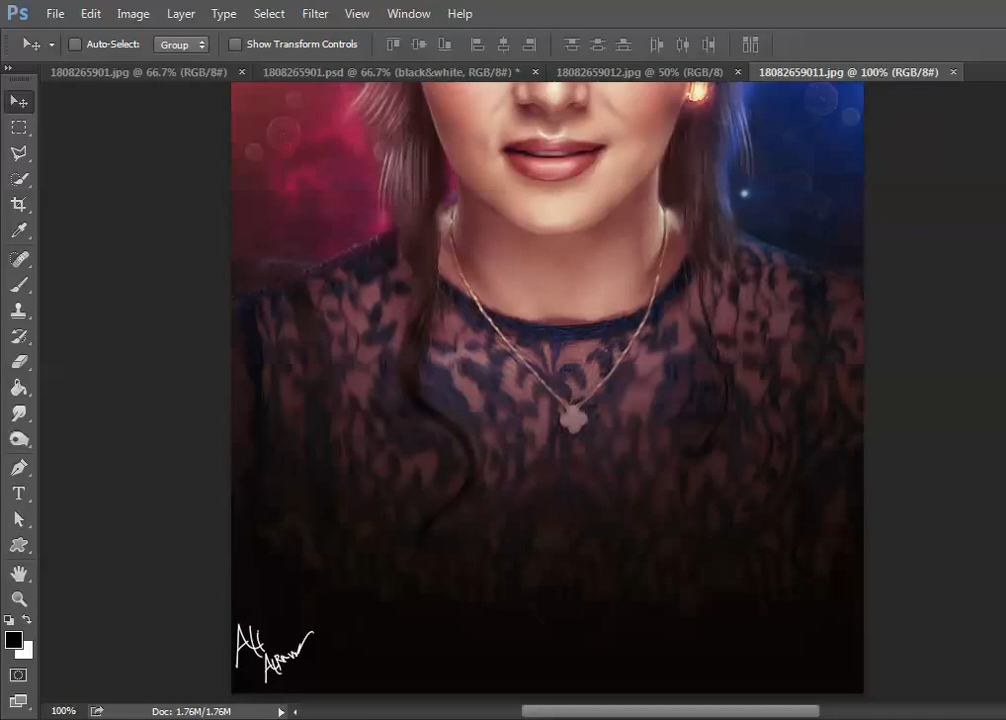 Ps File Edit Image Layer Type Select Filter View Window Help
Auto-Select: Group Show Transform Controls
1808265901.jpg @ 66.7% (RGB/8#) × 1808265901.psd @ 66.7% (black&white, RGB/8#) * × 18082659012.jpg @ 50% (RGB/8) × 18082659011.jpg @ 100% (RGB/8#) ×
100% Doc: 1.76M/1.76M